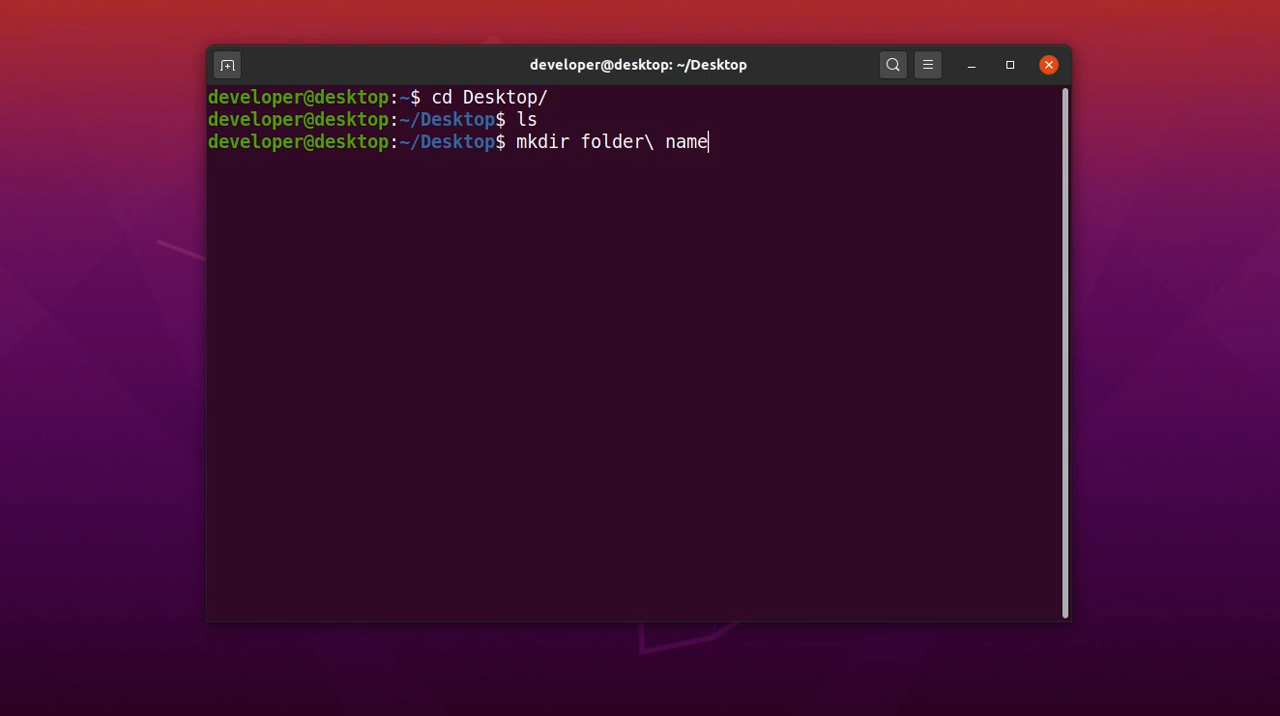 developer@desktop: ~/Desktop
developer@desktop:~$ cd Desktop/
developer@desktop:~/Desktop$ ls
developer@desktop:~/Desktop$ mkdir folder\ name